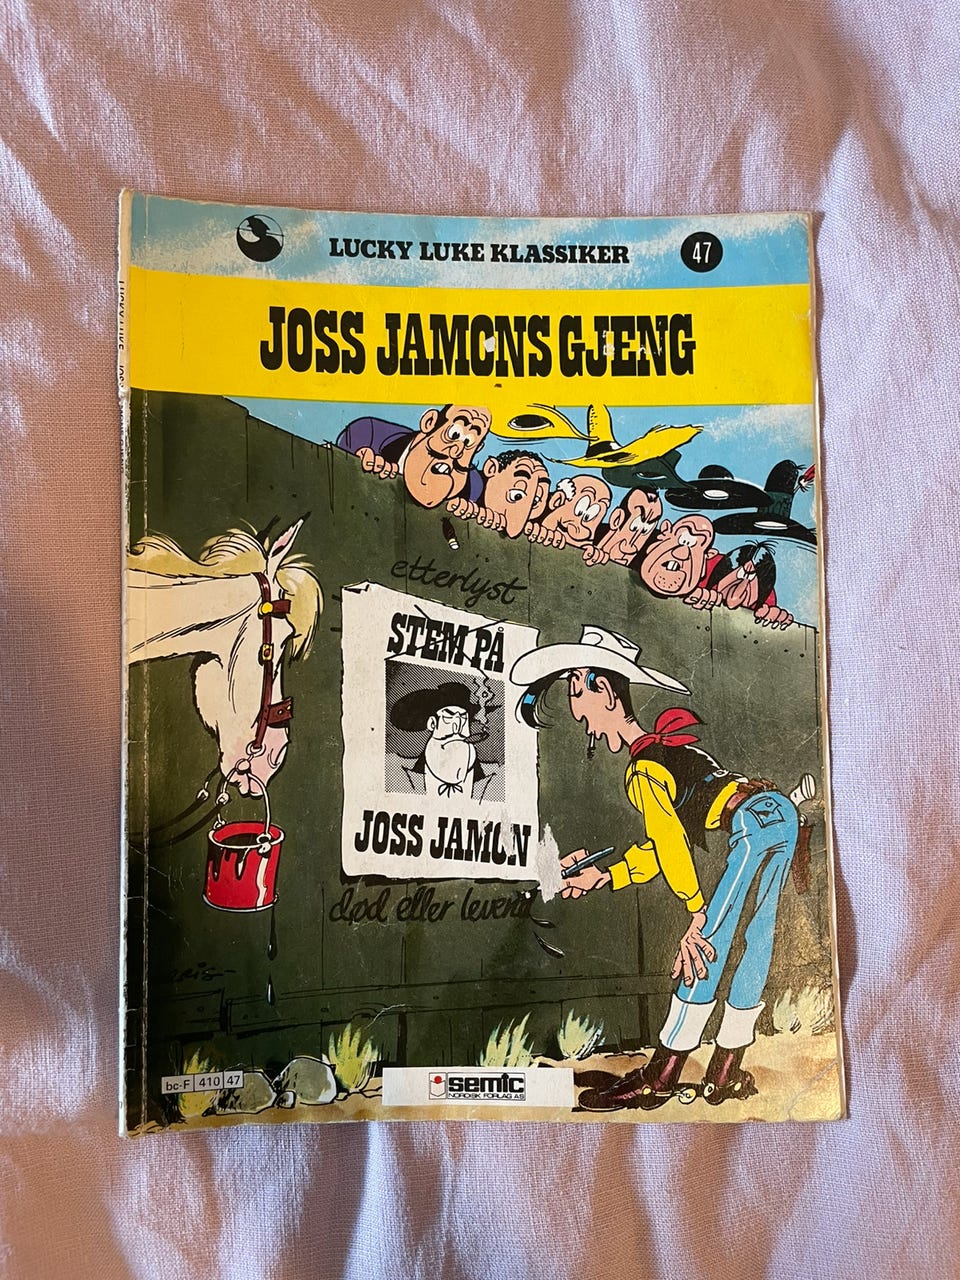 LUCKY LUKE KLASSIKER
47
JOSS JAMONS GJENG
etterlyst
STEM PÅ
JOSS JAMON
død eller levende
bc-F 410 47
semic
NORDISK FORLAG AS